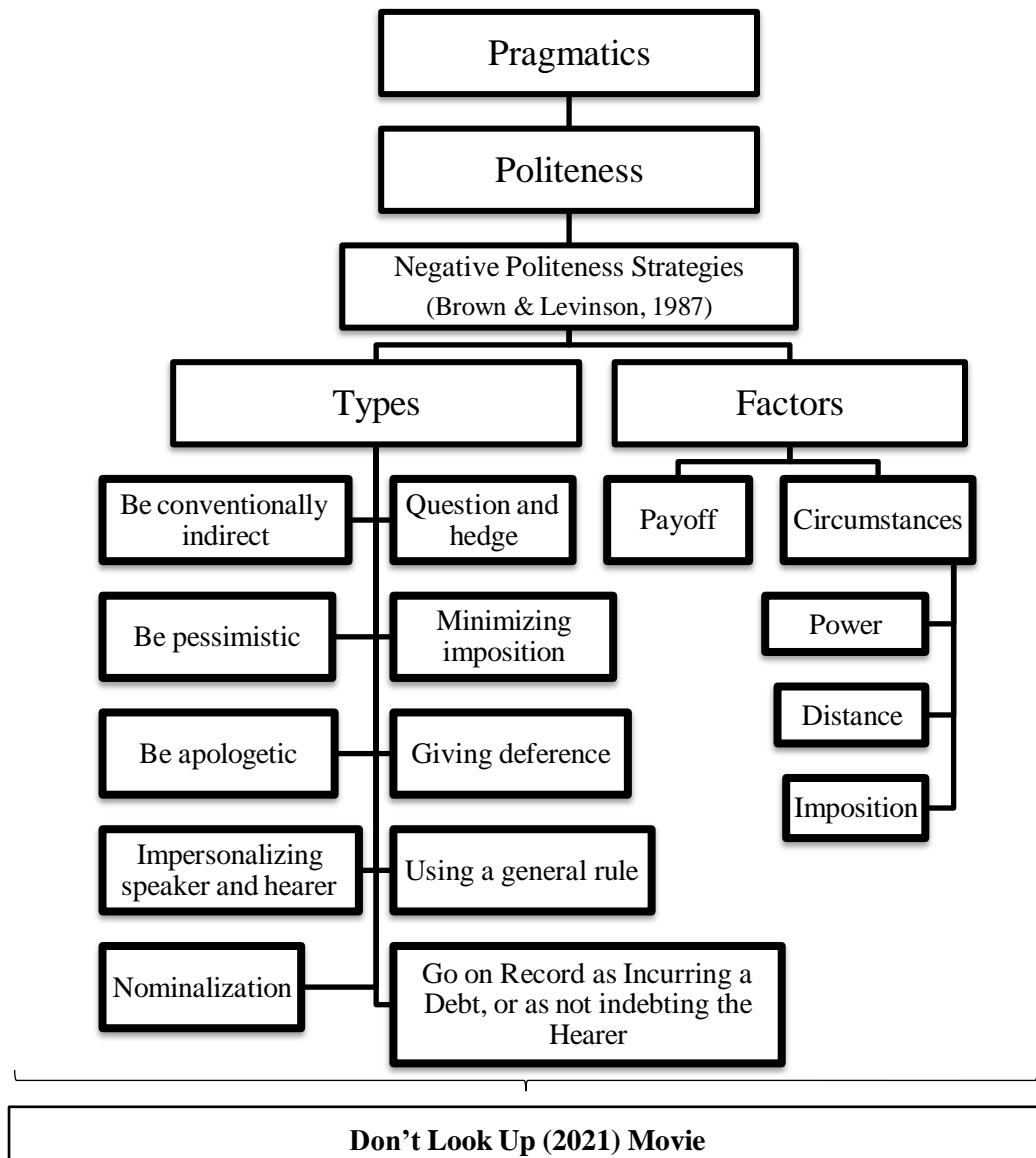 Pragmatics
Politeness
Negative Politeness Strategies
(Brown & Levinson, 1987)
Types
Factors
Be conventionally
indirect
Question and
hedge
Payoff
Circumstances
Be pessimistic
Minimizing
imposition
Power
Be apologetic
Giving deference
Distance
Imposition
Impersonalizing
speaker and hearer
Using a general rule
Nominalization
Go on Record as Incurring a
Debt, or as not indebting the
Hearer
Don’t Look Up (2021) Movie